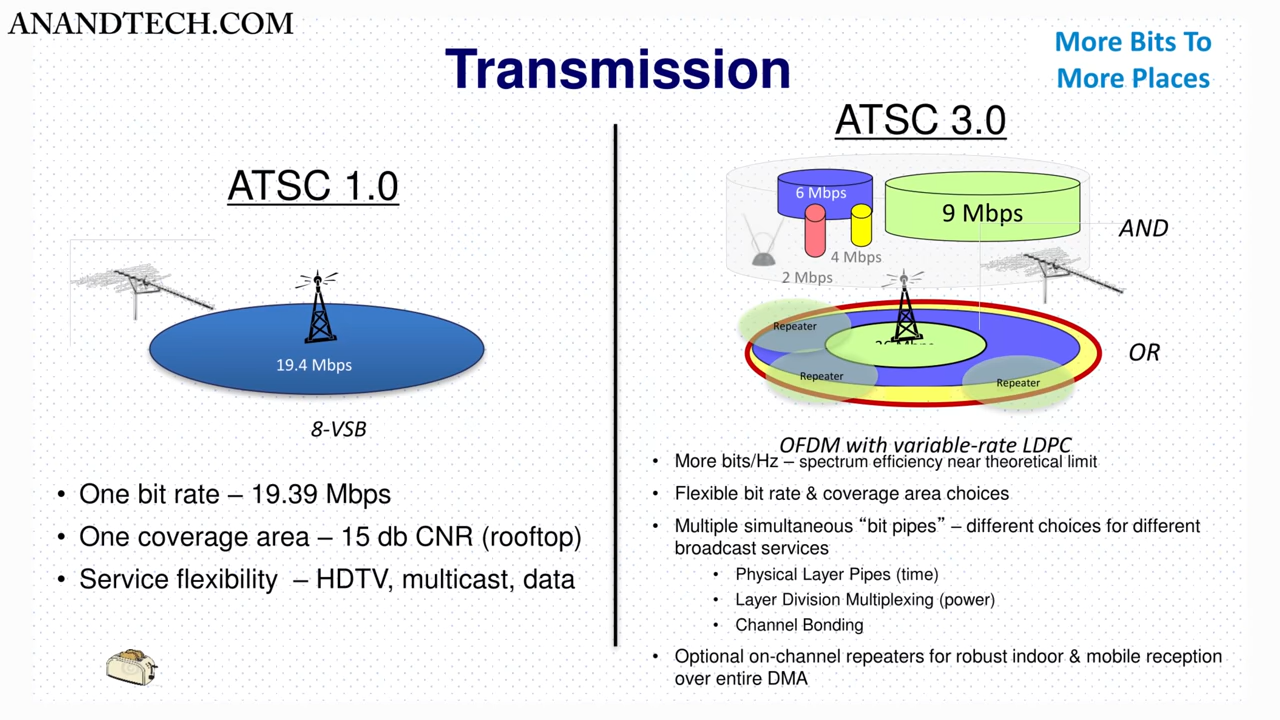 ANANDTECH.COM
Transmission
More Bits To
More Places
ATSC 1.0
19.4 Mbps
8-VSB
• One bit rate – 19.39 Mbps
• One coverage area – 15 db CNR (rooftop)
• Service flexibility – HDTV, multicast, data
ATSC 3.0
6 Mbps
9 Mbps
4 Mbps
2 Mbps
AND
Repeater
Repeater
Repeater
OR
OFDM with variable-rate LDPC
• More bits/Hz – spectrum efficiency near theoretical limit
• Flexible bit rate & coverage area choices
• Multiple simultaneous “bit pipes” – different choices for different
broadcast services
• Physical Layer Pipes (time)
• Layer Division Multiplexing (power)
• Channel Bonding
• Optional on-channel repeaters for robust indoor & mobile reception
over entire DMA